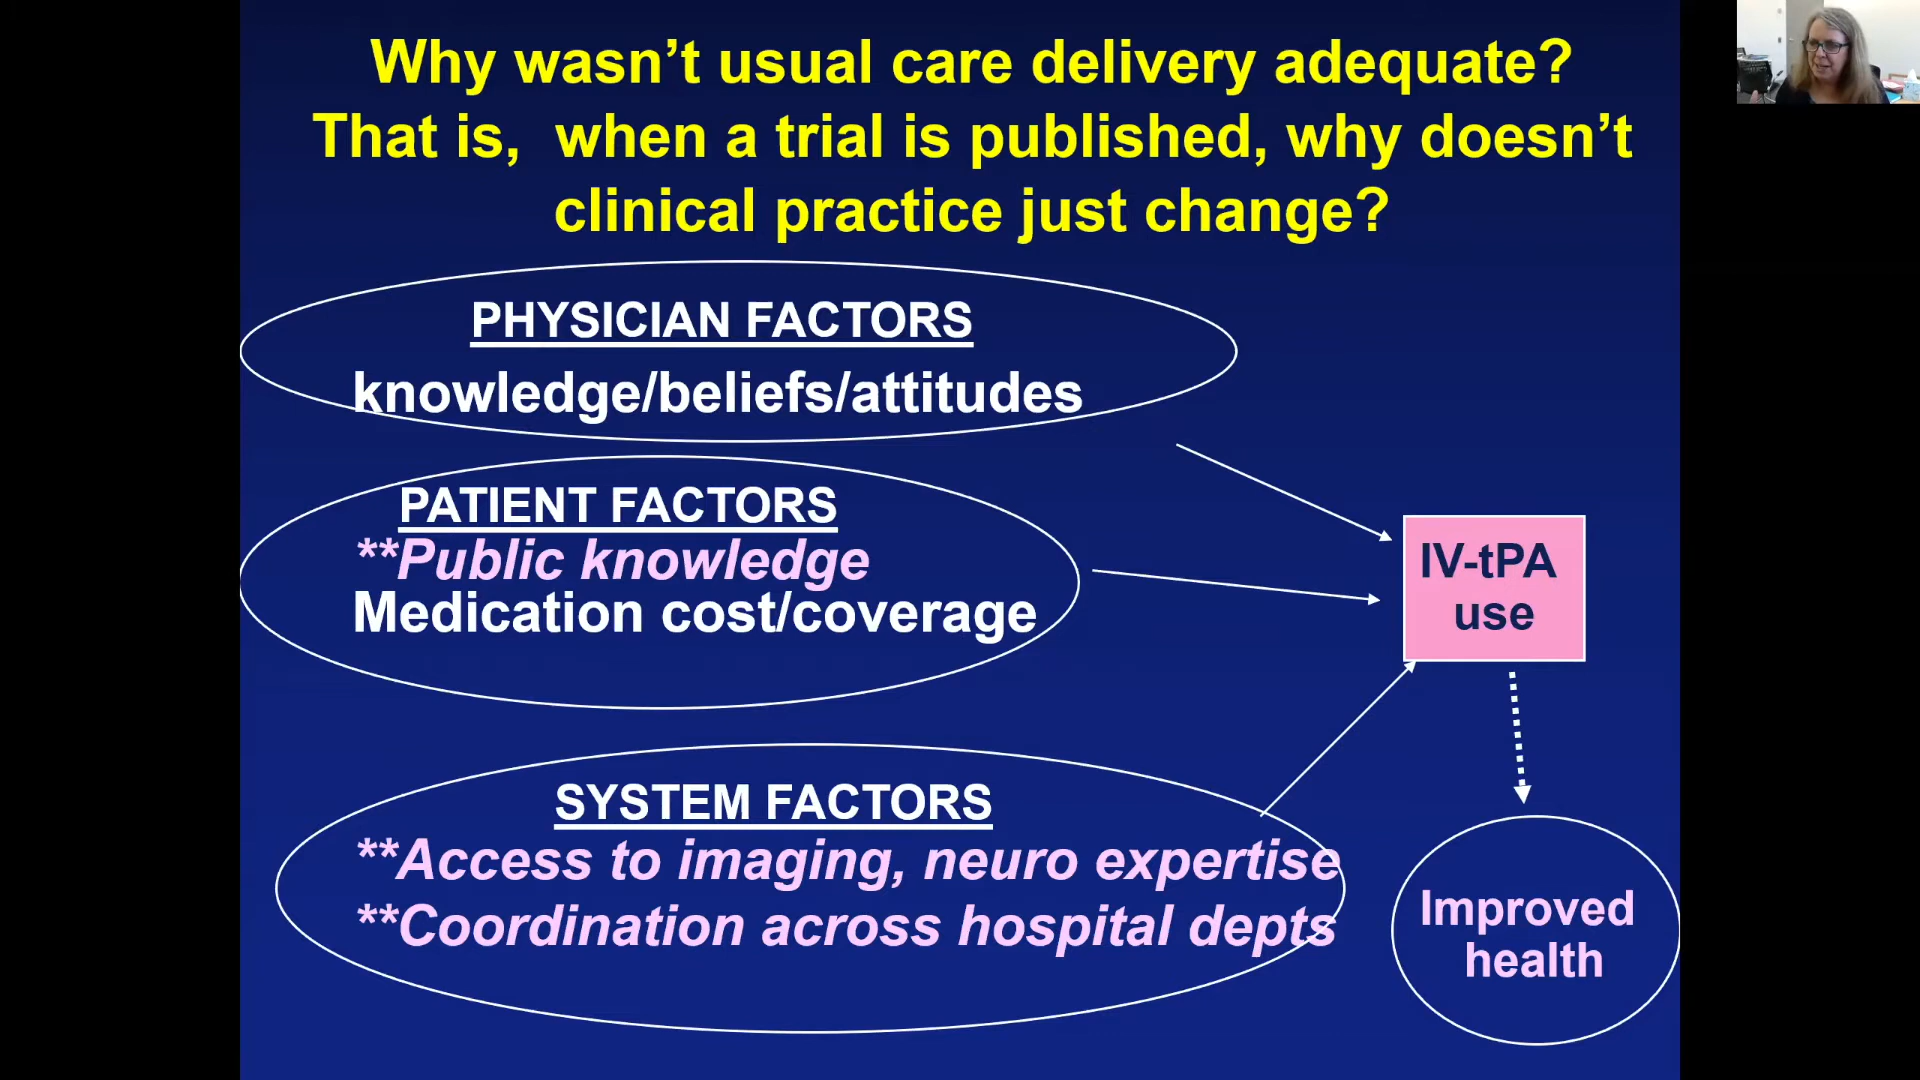 Why wasn’t usual care delivery adequate?
That is,  when a trial is published, why doesn’t
clinical practice just change?
PHYSICIAN FACTORS
knowledge/beliefs/attitudes
PATIENT FACTORS
**Public knowledge
Medication cost/coverage
IV-tPA
use
SYSTEM FACTORS
**Access to imaging, neuro expertise
**Coordination across hospital depts
Improved
health